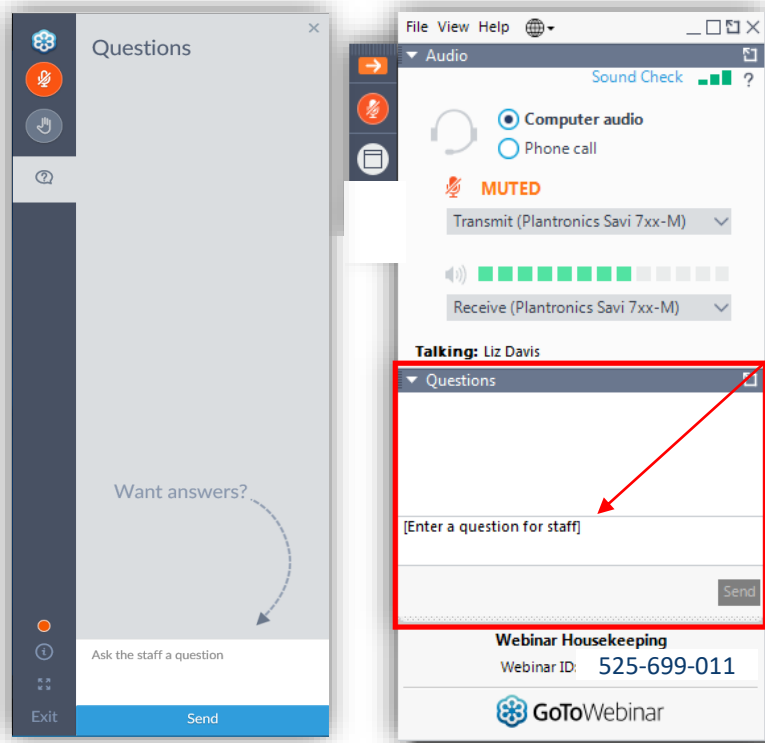 Questions
Want answers?
Ask the staff a question
Send
Exit
File View Help
Audio
Sound Check ?
Computer audio
Phone call
MUTED
Transmit (Plantronics Savi 7xx-M)
Receive (Plantronics Savi 7xx-M)
Talking: Liz Davis
Questions
[Enter a question for staff]
Send
Webinar Housekeeping
Webinar ID: 525-699-011
GoToWebinar